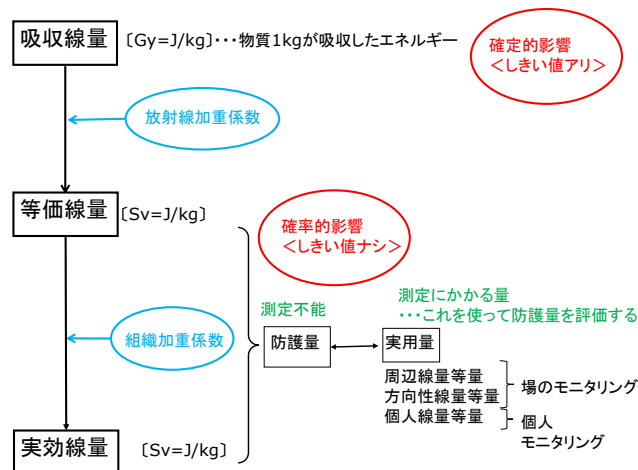 吸収線量
〔Gy=J/kg〕・・・物質1kgが吸収したエネルギー
確定的影響
＜しきい値アリ＞
放射線加重係数
等価線量
〔Sv=J/kg〕
確率的影響
＜しきい値ナシ＞
測定不能
測定にかかる量
・・・これを使って防護量を評価する
組織加重係数
防護量
実用量
周辺線量等量
方向性線量等量
個人線量等量
場のモニタリング
個人
モニタリング
実効線量
〔Sv=J/kg〕